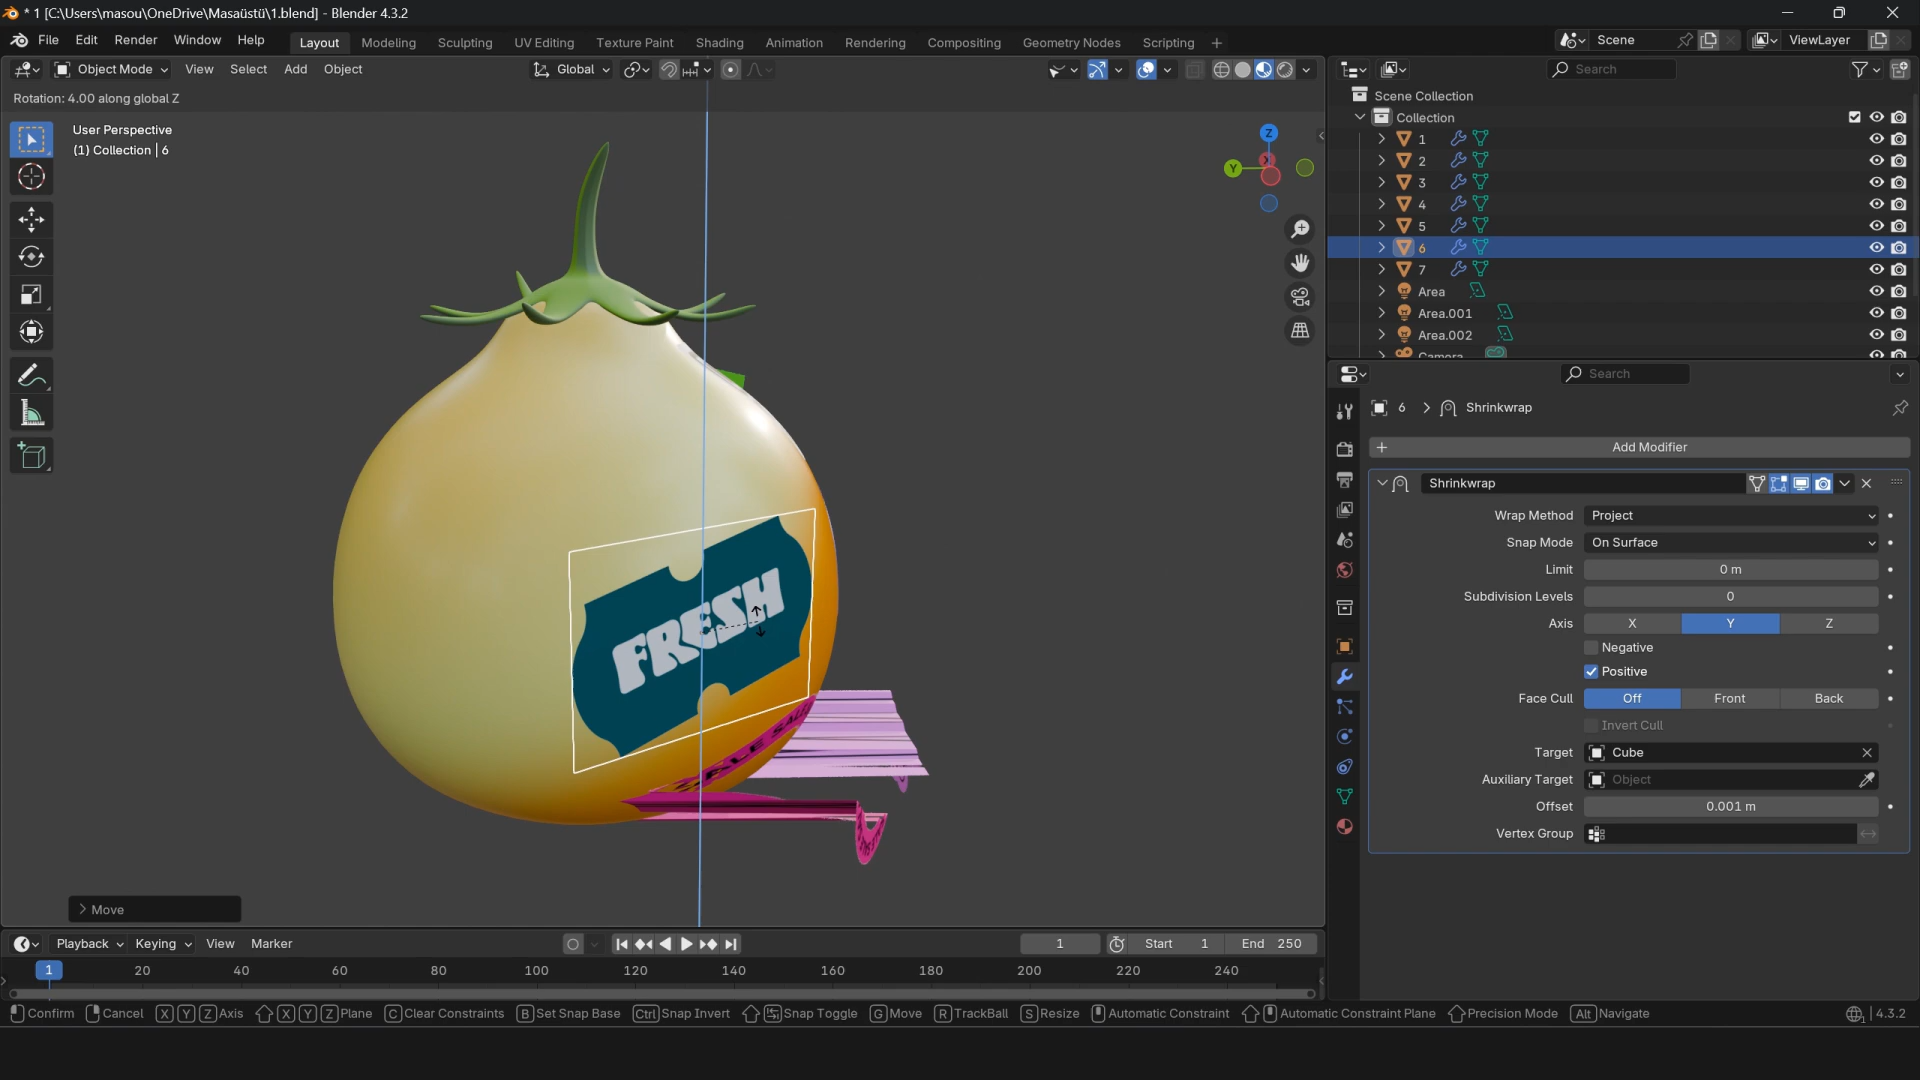 * 1 [C:\Users\masou\OneDrive\Masaüstü\1.blend] - Blender 4.3.2
File Edit Render Window Help
Layout Modeling Sculpting UV Editing Texture Paint Shading Animation Rendering Compositing Geometry Nodes Scripting +
Scene ViewLayer
Object Mode View Select Add Object Global
Rotation: 4.00 along global Z
User Perspective
(1) Collection | 6
Z
Y
X
FRESH
Search
Scene Collection
Collection
1
2
3
4
5
6
7
Area
Area.001
Area.002
Camera
Search
6 > Shrinkwrap
+ Add Modifier
Shrinkwrap
Wrap Method Project
Snap Mode On Surface
Limit 0 m
Subdivision Levels 0
Axis X Y Z
Negative
Positive
Face Cull Off Front Back
Invert Cull
Target Cube
Auxiliary Target Object
Offset 0.001 m
Vertex Group
> Move
Playback Keying View Marker
1 Start 1 End 250
1 20 40 60 80 100 120 140 160 180 200 220 240
Confirm Cancel X Y Z Axis X Y Z Plane C Clear Constraints B Set Snap Base Ctrl Snap Invert Snap Toggle G Move R TrackBall S Resize Automatic Constraint Automatic Constraint Plane Precision Mode Alt Navigate 4.3.2